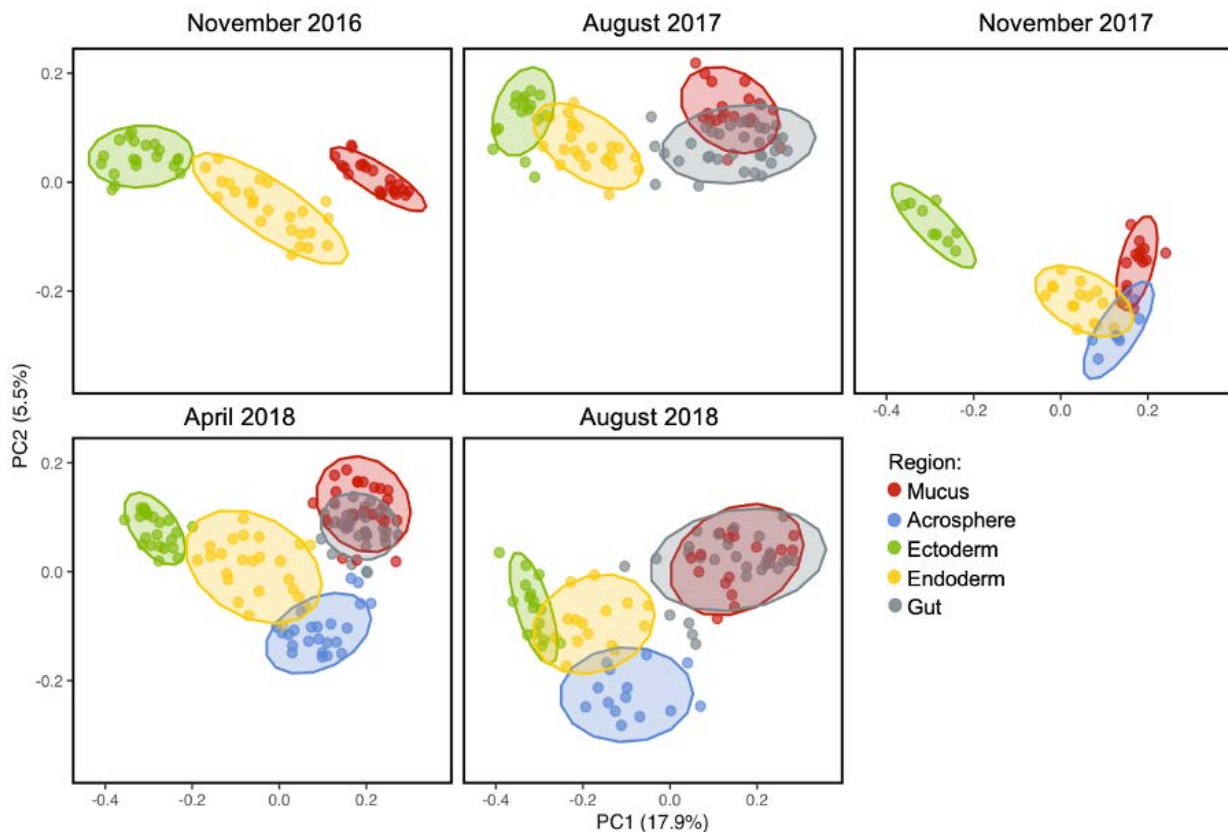 November 2016
August 2017
November 2017
0.2
0.0
-0.2
-0.4
0.0
0.2
PC2 (5.5%)
April 2018
August 2018
0.2
0.0
-0.2
-0.4
-0.2
0.0
0.2
-0.4
-0.2
0.0
0.2
PC1 (17.9%)
Region:
Mucus
Acrosphere
Ectoderm
Endoderm
Gut